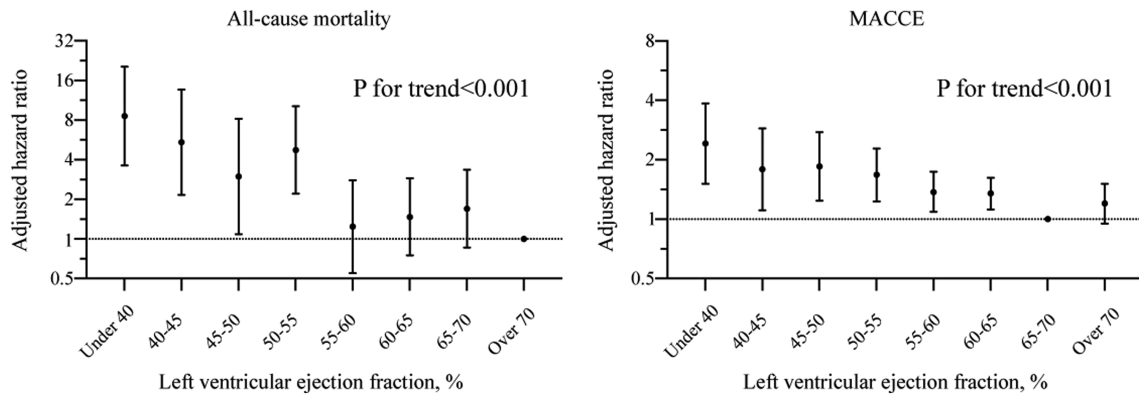 All-cause mortality
Adjusted hazard ratio
32
16
8
4
2
1
0.5
P for trend<0.001
Under 40
40-45
45-50
50-55
55-60
60-65
65-70
Over 70
Left ventricular ejection fraction, %
MACCE
Adjusted hazard ratio
8
4
2
1
0.5
P for trend<0.001
Under 40
40-45
45-50
50-55
55-60
60-65
65-70
Over 70
Left ventricular ejection fraction, %